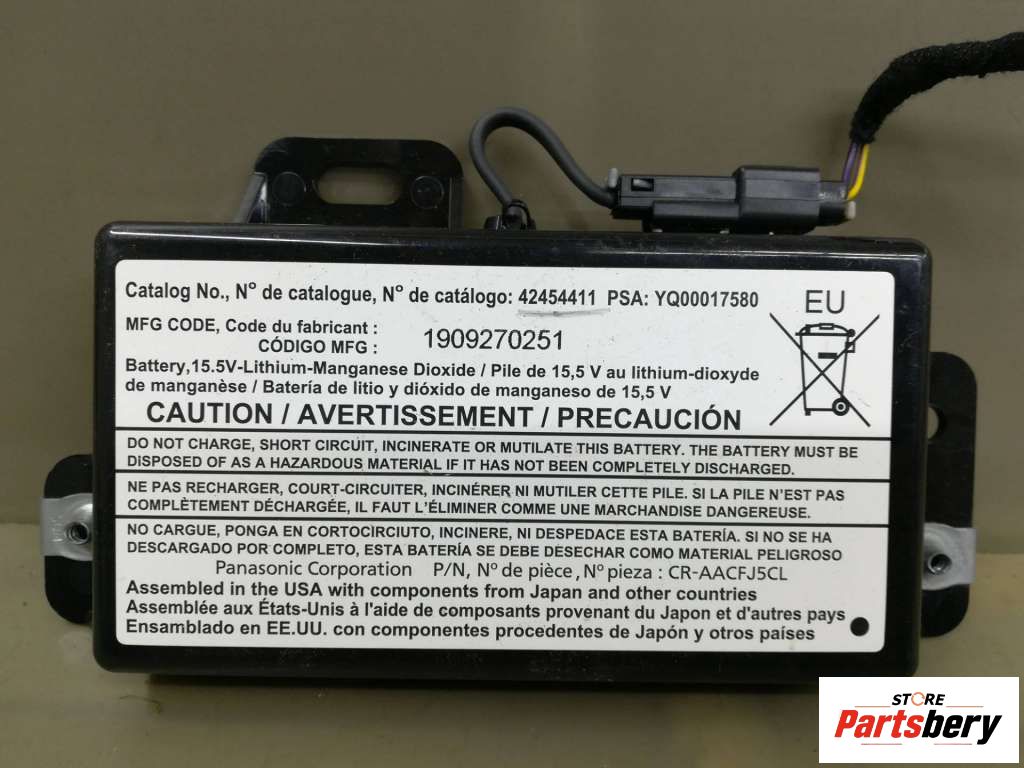 Catalog No., N° de catalogue, N° de catálogo: 42454411 PSA: YQ00017580
EU
MFG CODE, Code du fabricant :
CÓDIGO MFG :
1909270251
Battery,15.5V-Lithium-Manganese Dioxide / Pile de 15,5 V au lithium-dioxyde
de manganèse / Batería de litio y dióxido de manganeso de 15,5 V
CAUTION / AVERTISSEMENT / PRECAUCIÓN
DO NOT CHARGE, SHORT CIRCUIT, INCINERATE OR MUTILATE THIS BATTERY. THE BATTERY MUST BE
DISPOSED OF AS A HAZARDOUS MATERIAL IF IT HAS NOT BEEN COMPLETELY DISCHARGED.
NE PAS RECHARGER, COURT-CIRCUITER, INCINÉRER NI MUTILER CETTE PILE. SI LA PILE N'EST PAS
COMPLÈTEMENT DÉCHARGÉE, IL FAUT L'ÉLIMINER COMME UNE MARCHANDISE DANGEREUSE.
NO CARGUE, PONGA EN CORTOCIRCIUTO, INCINERE, NI DESPEDACE ESTA BATERÍA. SI NO SE HA
DESCARGADO POR COMPLETO, ESTA BATERÍA SE DEBE DESECHAR COMO MATERIAL PELIGROSO
Panasonic Corporation P/N, N° de pièce, N° pieza : CR-AACFJ5CL
Assembled in the USA with components from Japan and other countries
Assemblée aux États-Unis à l'aide de composants provenant du Japon et d'autres pays
Ensamblado en EE.UU. con componentes procedentes de Japón y otros países
STORE
Partsbery